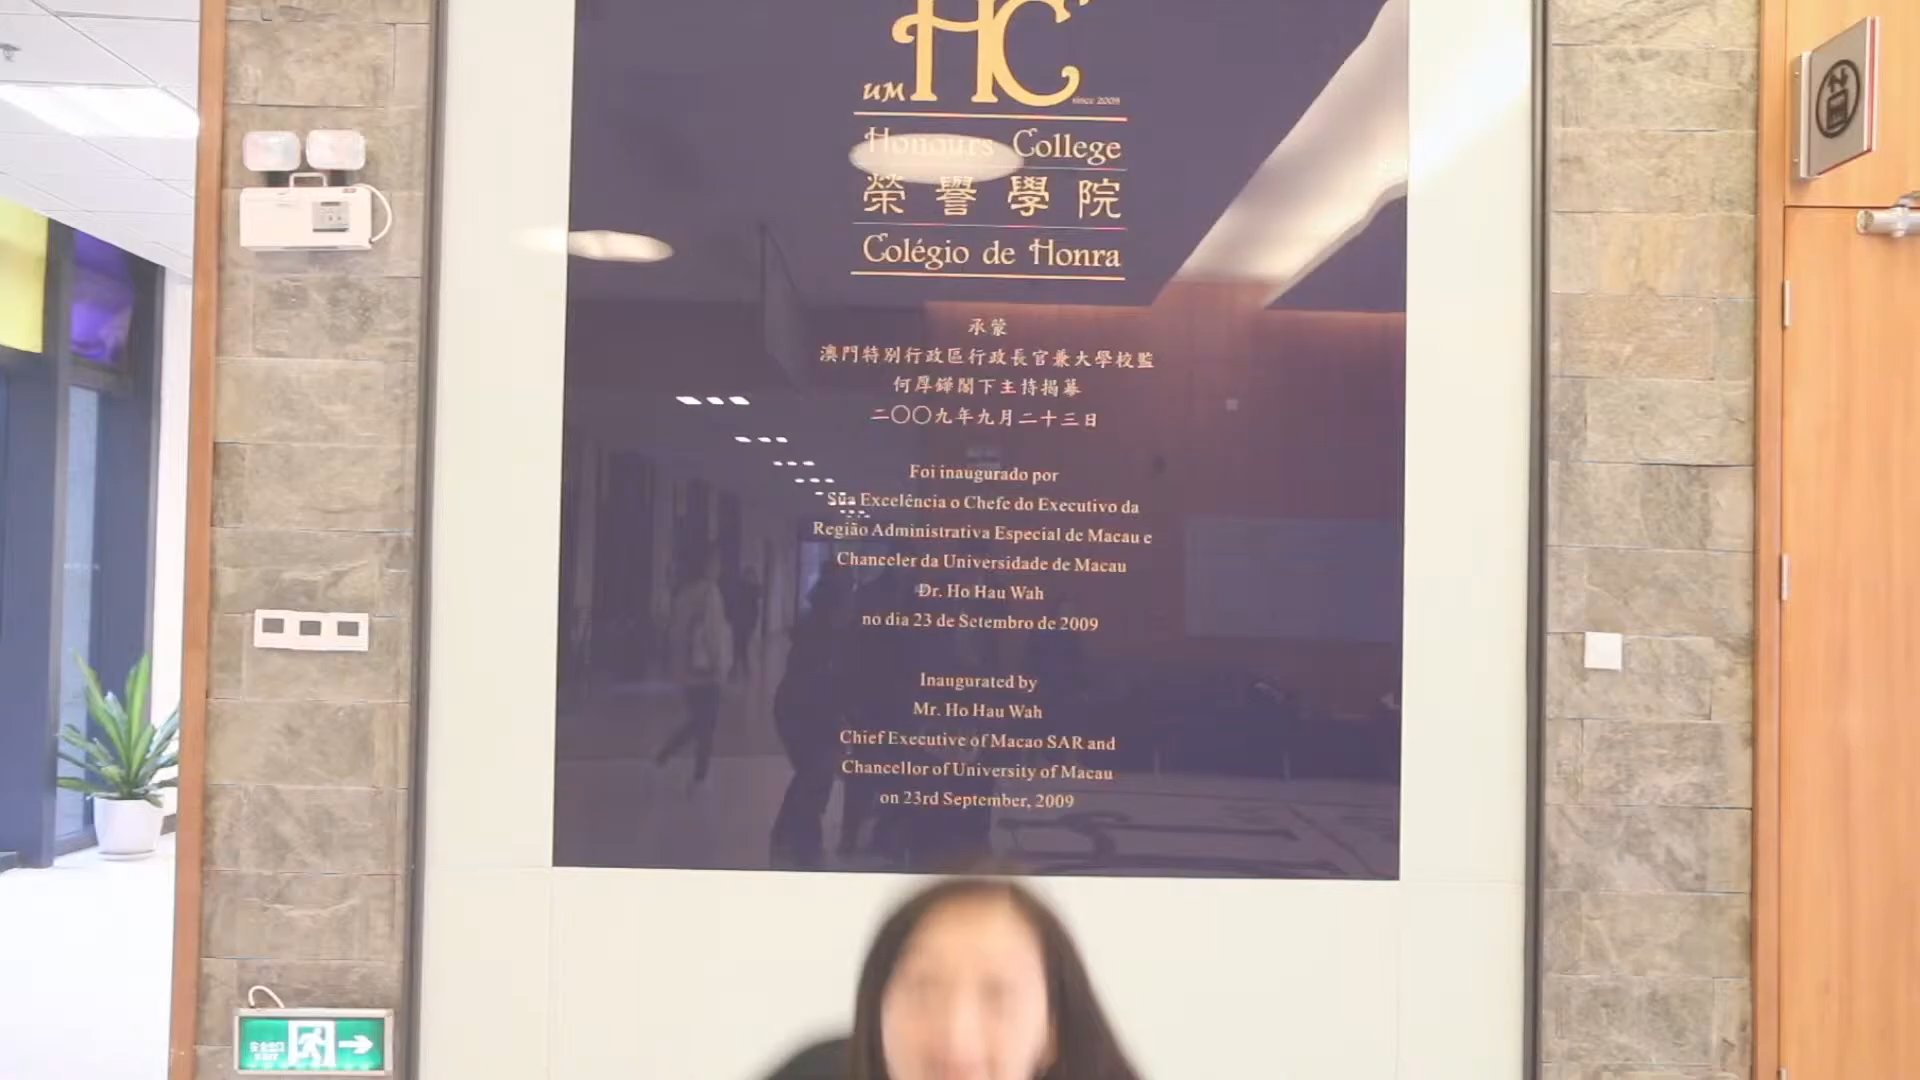 UM HC since 2009
Honours College
榮譽學院
Colégio de Honra
承蒙
澳門特別行政區行政長官兼大學校監
何厚鏵閣下主持揭幕
二〇〇九年九月二十三日
Foi inaugurado por
Sua Excelência o Chefe do Executivo da
Região Administrativa Especial de Macau e
Chanceler da Universidade de Macau
Dr. Ho Hau Wah
no dia 23 de Setembro de 2009
Inaugurated by
Mr. Ho Hau Wah
Chief Executive of Macao SAR and
Chancellor of University of Macau
on 23rd September, 2009
安全出口